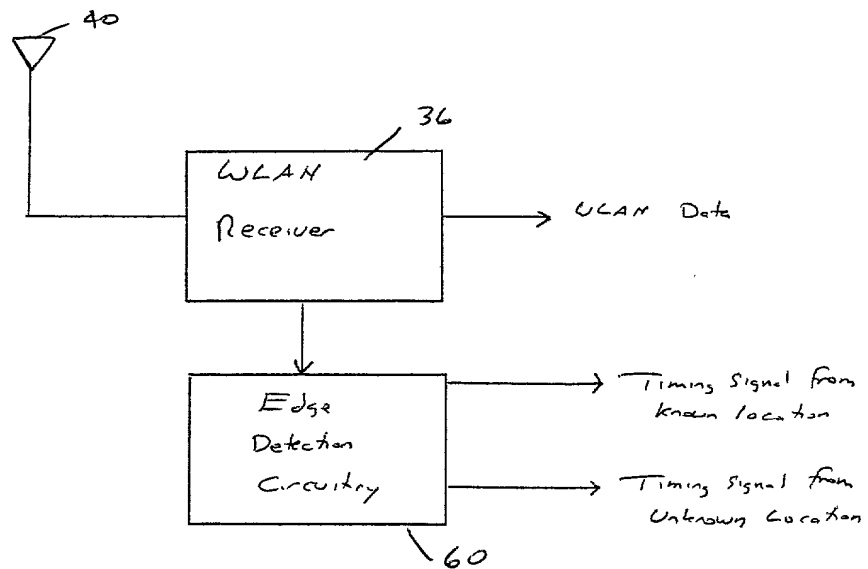 40
36
WLAN
Receiver
WLAN Data
Edge
Detection
Circuitry
Timing Signal from
Known location
Timing Signal from
Unknown Location
60